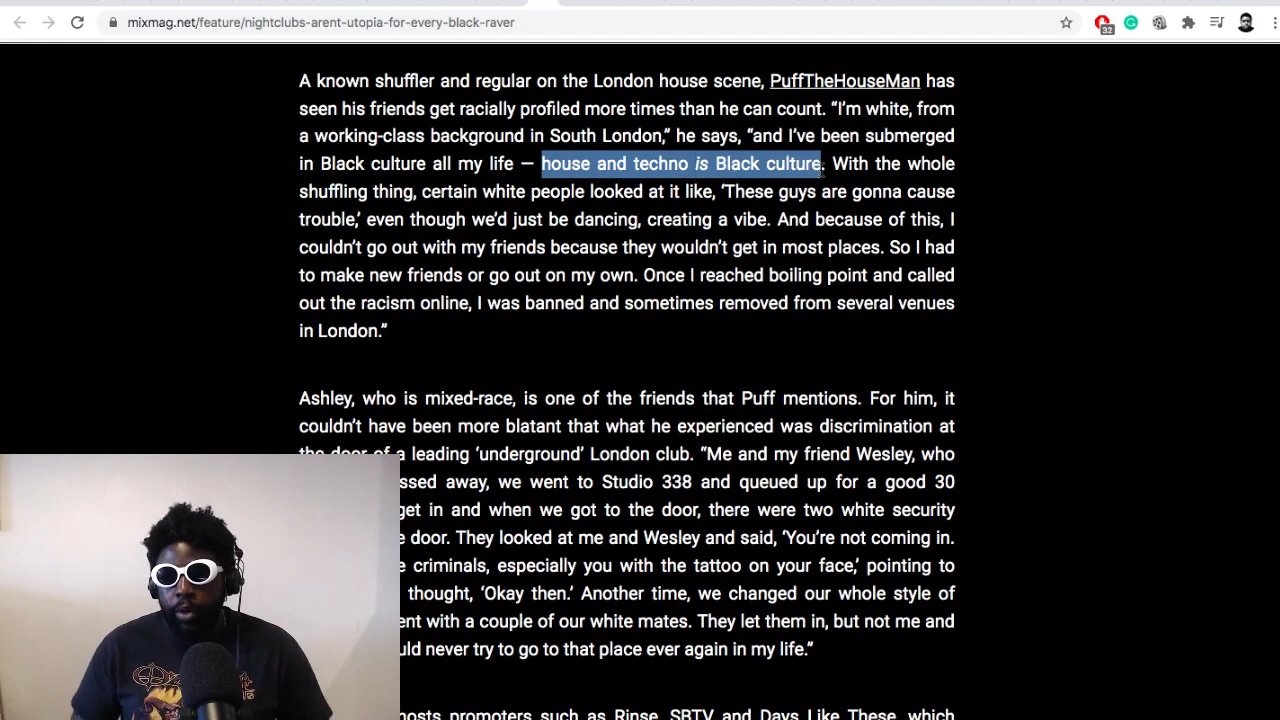 mixmag.net/feature/nightclubs-arent-utopia-for-every-black-raver
32
A known shuffler and regular on the London house scene, PuffTheHouseMan has
seen his friends get racially profiled more times than he can count. “I’m white, from
a working-class background in South London,” he says, “and I’ve been submerged
in Black culture all my life – house and techno is Black culture. With the whole
shuffling thing, certain white people looked at it like, ‘These guys are gonna cause
trouble,’ even though we’d just be dancing, creating a vibe. And because of this, I
couldn’t go out with my friends because they wouldn’t get in most places. So I had
to make new friends or go out on my own. Once I reached boiling point and called
out the racism online, I was banned and sometimes removed from several venues
in London.”
Ashley, who is mixed-race, is one of the friends that Puff mentions. For him, it
couldn’t have been more blatant that what he experienced was discrimination at
the door of a leading ‘underground’ London club. “Me and my friend Wesley, who
ssed away, we went to Studio 338 and queued up for a good 30
get in and when we got to the door, there were two white security
e door. They looked at me and Wesley and said, ‘You’re not coming in.
e criminals, especially you with the tattoo on your face,’ pointing to
thought, ‘Okay then.’ Another time, we changed our whole style of
ent with a couple of our white mates. They let them in, but not me and
uld never try to go to that place ever again in my life.”
hosts promoters such as Rinse, SBTV and Days Like These, which